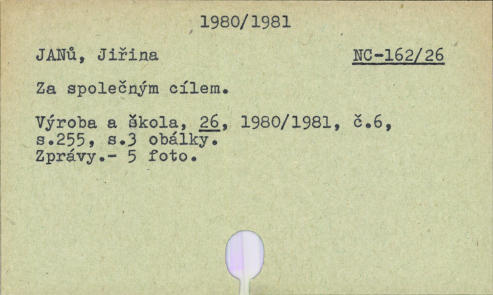 1980/1981
JANů, Jiřina NC-162/26
Za společným cílem.
Výroba a škola, 26, 1980/1981, č.6,
s.255, s.3 obálky.
Zprávy.- 5 foto.